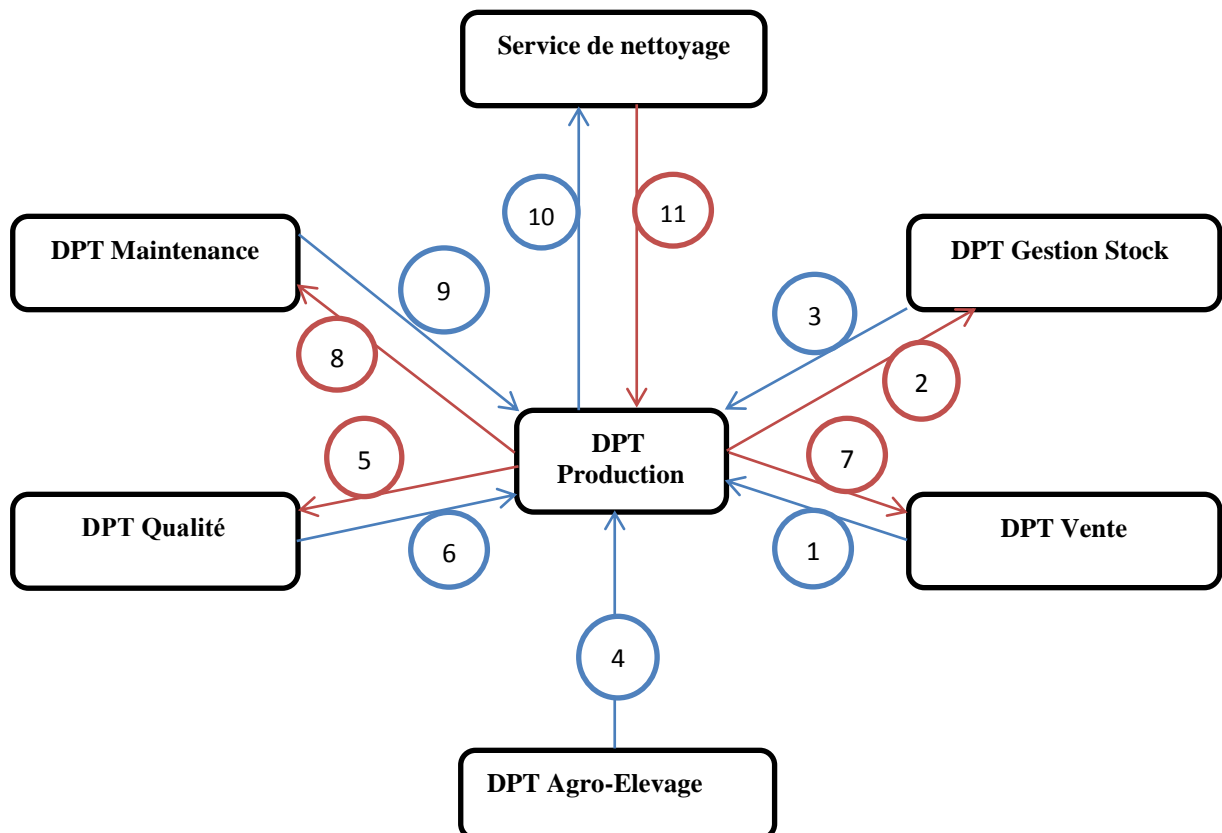 Service de nettoyage
10
11
DPT Maintenance
DPT Gestion Stock
9
3
8
2
DPT
Production
5
7
DPT Qualité
DPT Vente
6
1
4
DPT Agro-Elevage